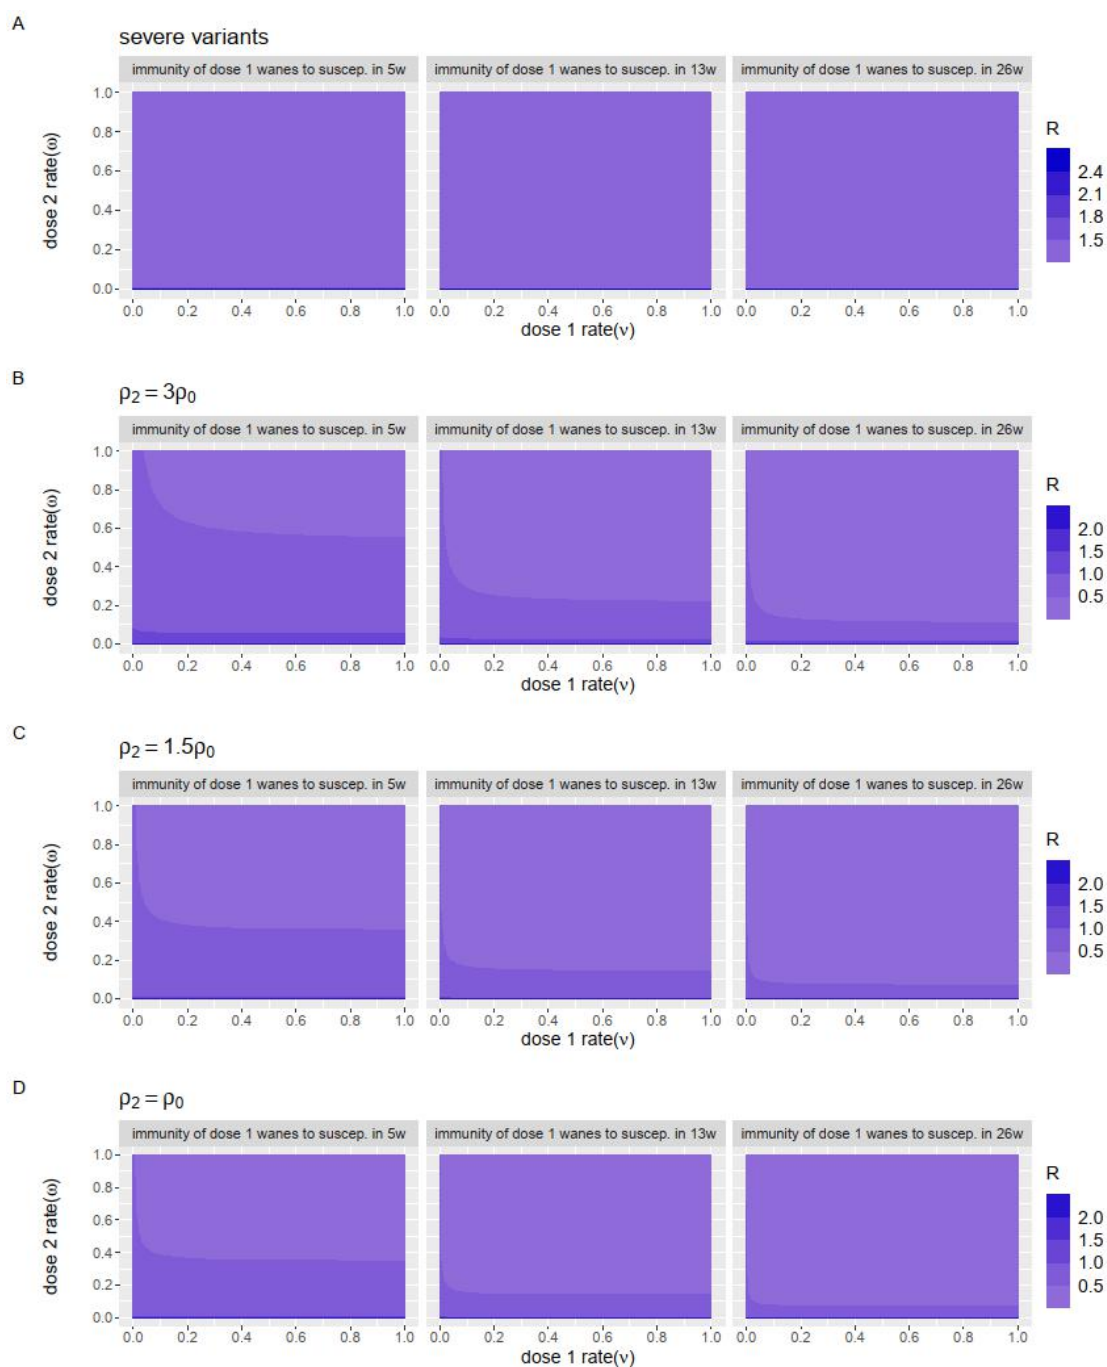 A
severe variants
immunity of dose 1 wanes to suscep. in 5w immunity of dose 1 wanes to suscep. in 13w immunity of dose 1 wanes to suscep. in 26w
dose 2 rate(ω)
1.0
0.8
0.6
0.4
0.2
0.0
0.0 0.2 0.4 0.6 0.8 1.0 0.0 0.2 0.4 0.6 0.8 1.0 0.0 0.2 0.4 0.6 0.8 1.0
dose 1 rate(ν)
R
2.4
2.1
1.8
1.5
B
ρ₂ = 3ρ₀
immunity of dose 1 wanes to suscep. in 5w immunity of dose 1 wanes to suscep. in 13w immunity of dose 1 wanes to suscep. in 26w
dose 2 rate(ω)
1.0
0.8
0.6
0.4
0.2
0.0
0.0 0.2 0.4 0.6 0.8 1.0 0.0 0.2 0.4 0.6 0.8 1.0 0.0 0.2 0.4 0.6 0.8 1.0
dose 1 rate(ν)
R
2.0
1.5
1.0
0.5
C
ρ₂ = 1.5ρ₀
immunity of dose 1 wanes to suscep. in 5w immunity of dose 1 wanes to suscep. in 13w immunity of dose 1 wanes to suscep. in 26w
dose 2 rate(ω)
1.0
0.8
0.6
0.4
0.2
0.0
0.0 0.2 0.4 0.6 0.8 1.0 0.0 0.2 0.4 0.6 0.8 1.0 0.0 0.2 0.4 0.6 0.8 1.0
dose 1 rate(ν)
R
2.0
1.5
1.0
0.5
D
ρ₂ = ρ₀
immunity of dose 1 wanes to suscep. in 5w immunity of dose 1 wanes to suscep. in 13w immunity of dose 1 wanes to suscep. in 26w
dose 2 rate(ω)
1.0
0.8
0.6
0.4
0.2
0.0
0.0 0.2 0.4 0.6 0.8 1.0 0.0 0.2 0.4 0.6 0.8 1.0 0.0 0.2 0.4 0.6 0.8 1.0
dose 1 rate(ν)
R
2.0
1.5
1.0
0.5